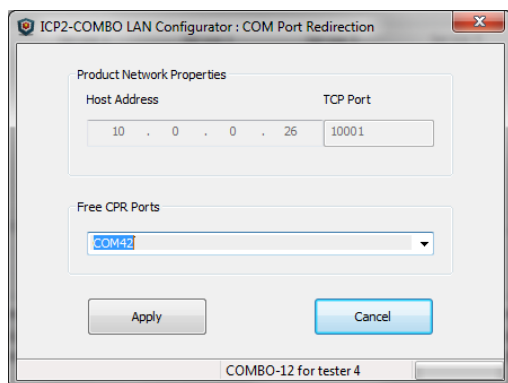 ICP2-COMBO LAN Configurator : COM Port Redirection
Product Network Properties
Host Address TCP Port
10 . 0 . 0 . 26 10001
Free CPR Ports
COM42
Apply Cancel
COMBO-12 for tester 4